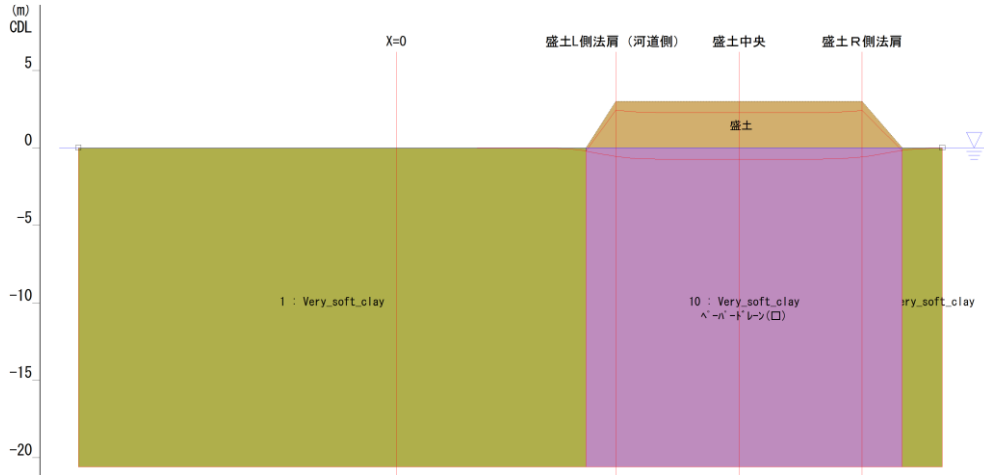 (m)
CDL
X=0
盛土L側法肩（河道側）
盛土中央
盛土Ｒ側法肩
5
盛土
0
-5
-10
1 : Very_soft_clay
10 : Very_soft_clay
ﾍﾟｰﾊﾟｰﾄﾞﾚｰﾝ(口)
ery_soft_clay
-15
-20